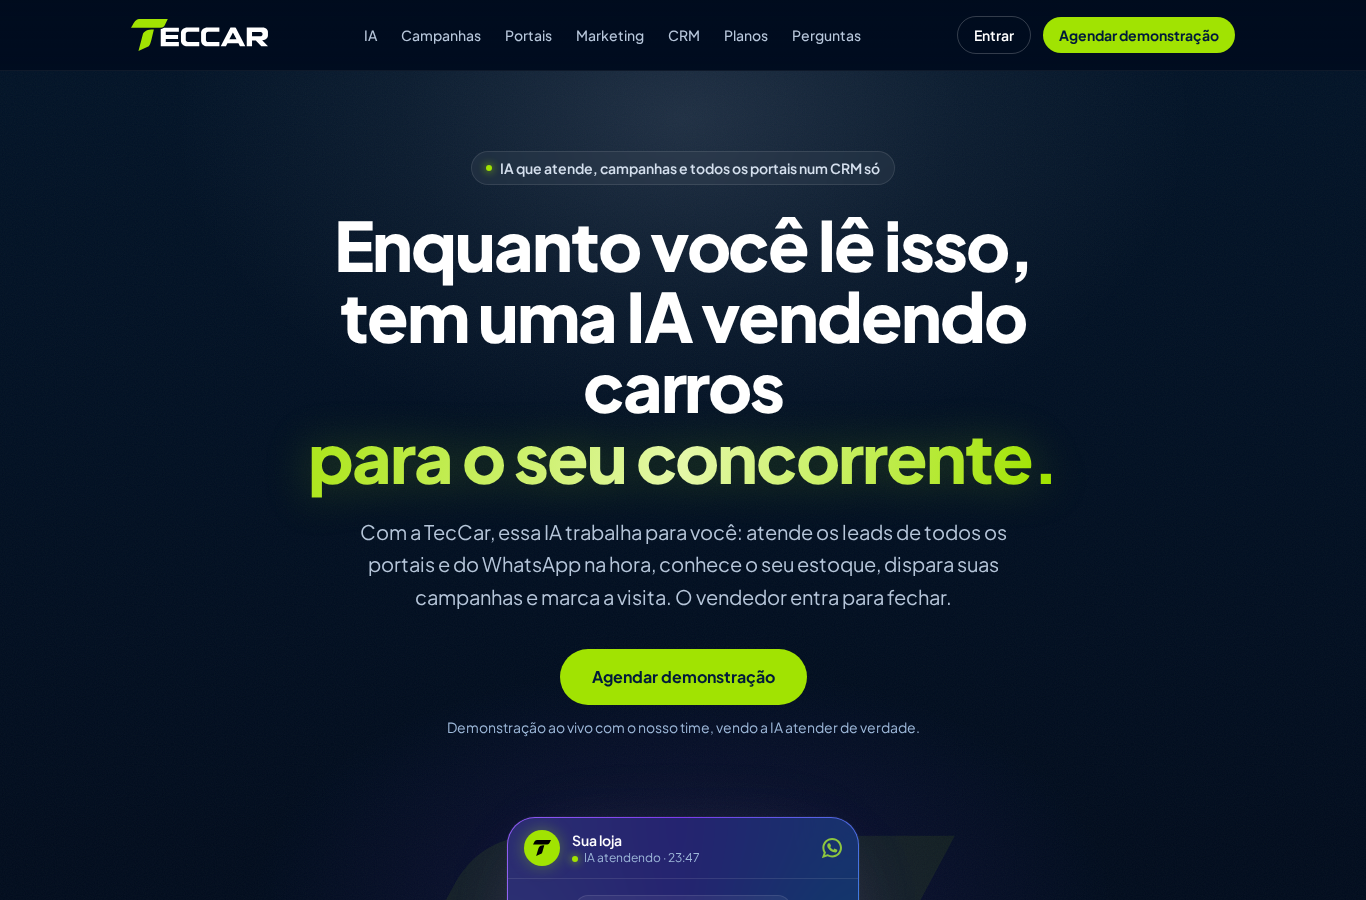 TECCAR
IA Campanhas Portais Marketing CRM Planos Perguntas
Entrar
Agendar demonstração
IA que atende, campanhas e todos os portais num CRM só
Enquanto você lê isso,
tem uma IA vendendo
carros
para o seu concorrente.
Com a TecCar, essa IA trabalha para você: atende os leads de todos os
portais e do WhatsApp na hora, conhece o seu estoque, dispara suas
campanhas e marca a visita. O vendedor entra para fechar.
Agendar demonstração
Demonstração ao vivo com o nosso time, vendo a IA atender de verdade.
Sua loja
IA atendendo · 23:47